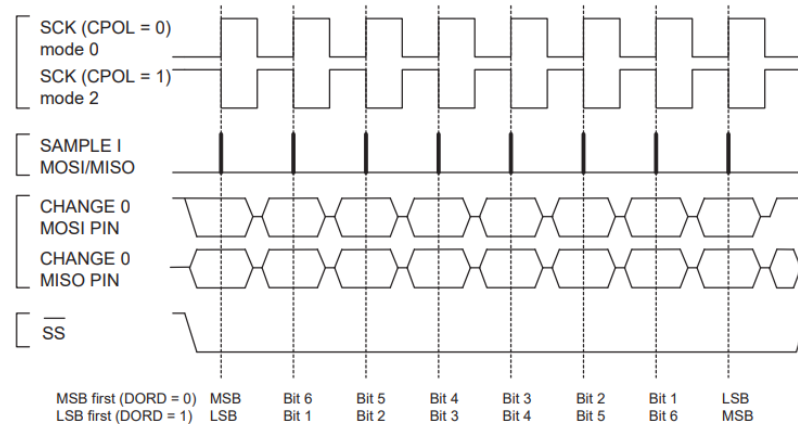 SCK (CPOL = 0)
mode 0
SCK (CPOL = 1)
mode 2
SAMPLE I
MOSI/MISO
CHANGE 0
MOSI PIN
CHANGE 0
MISO PIN
SS
MSB first (DORD = 0) MSB Bit 6 Bit 5 Bit 4 Bit 3 Bit 2 Bit 1 LSB
LSB first (DORD = 1) LSB Bit 1 Bit 2 Bit 3 Bit 4 Bit 5 Bit 6 MSB